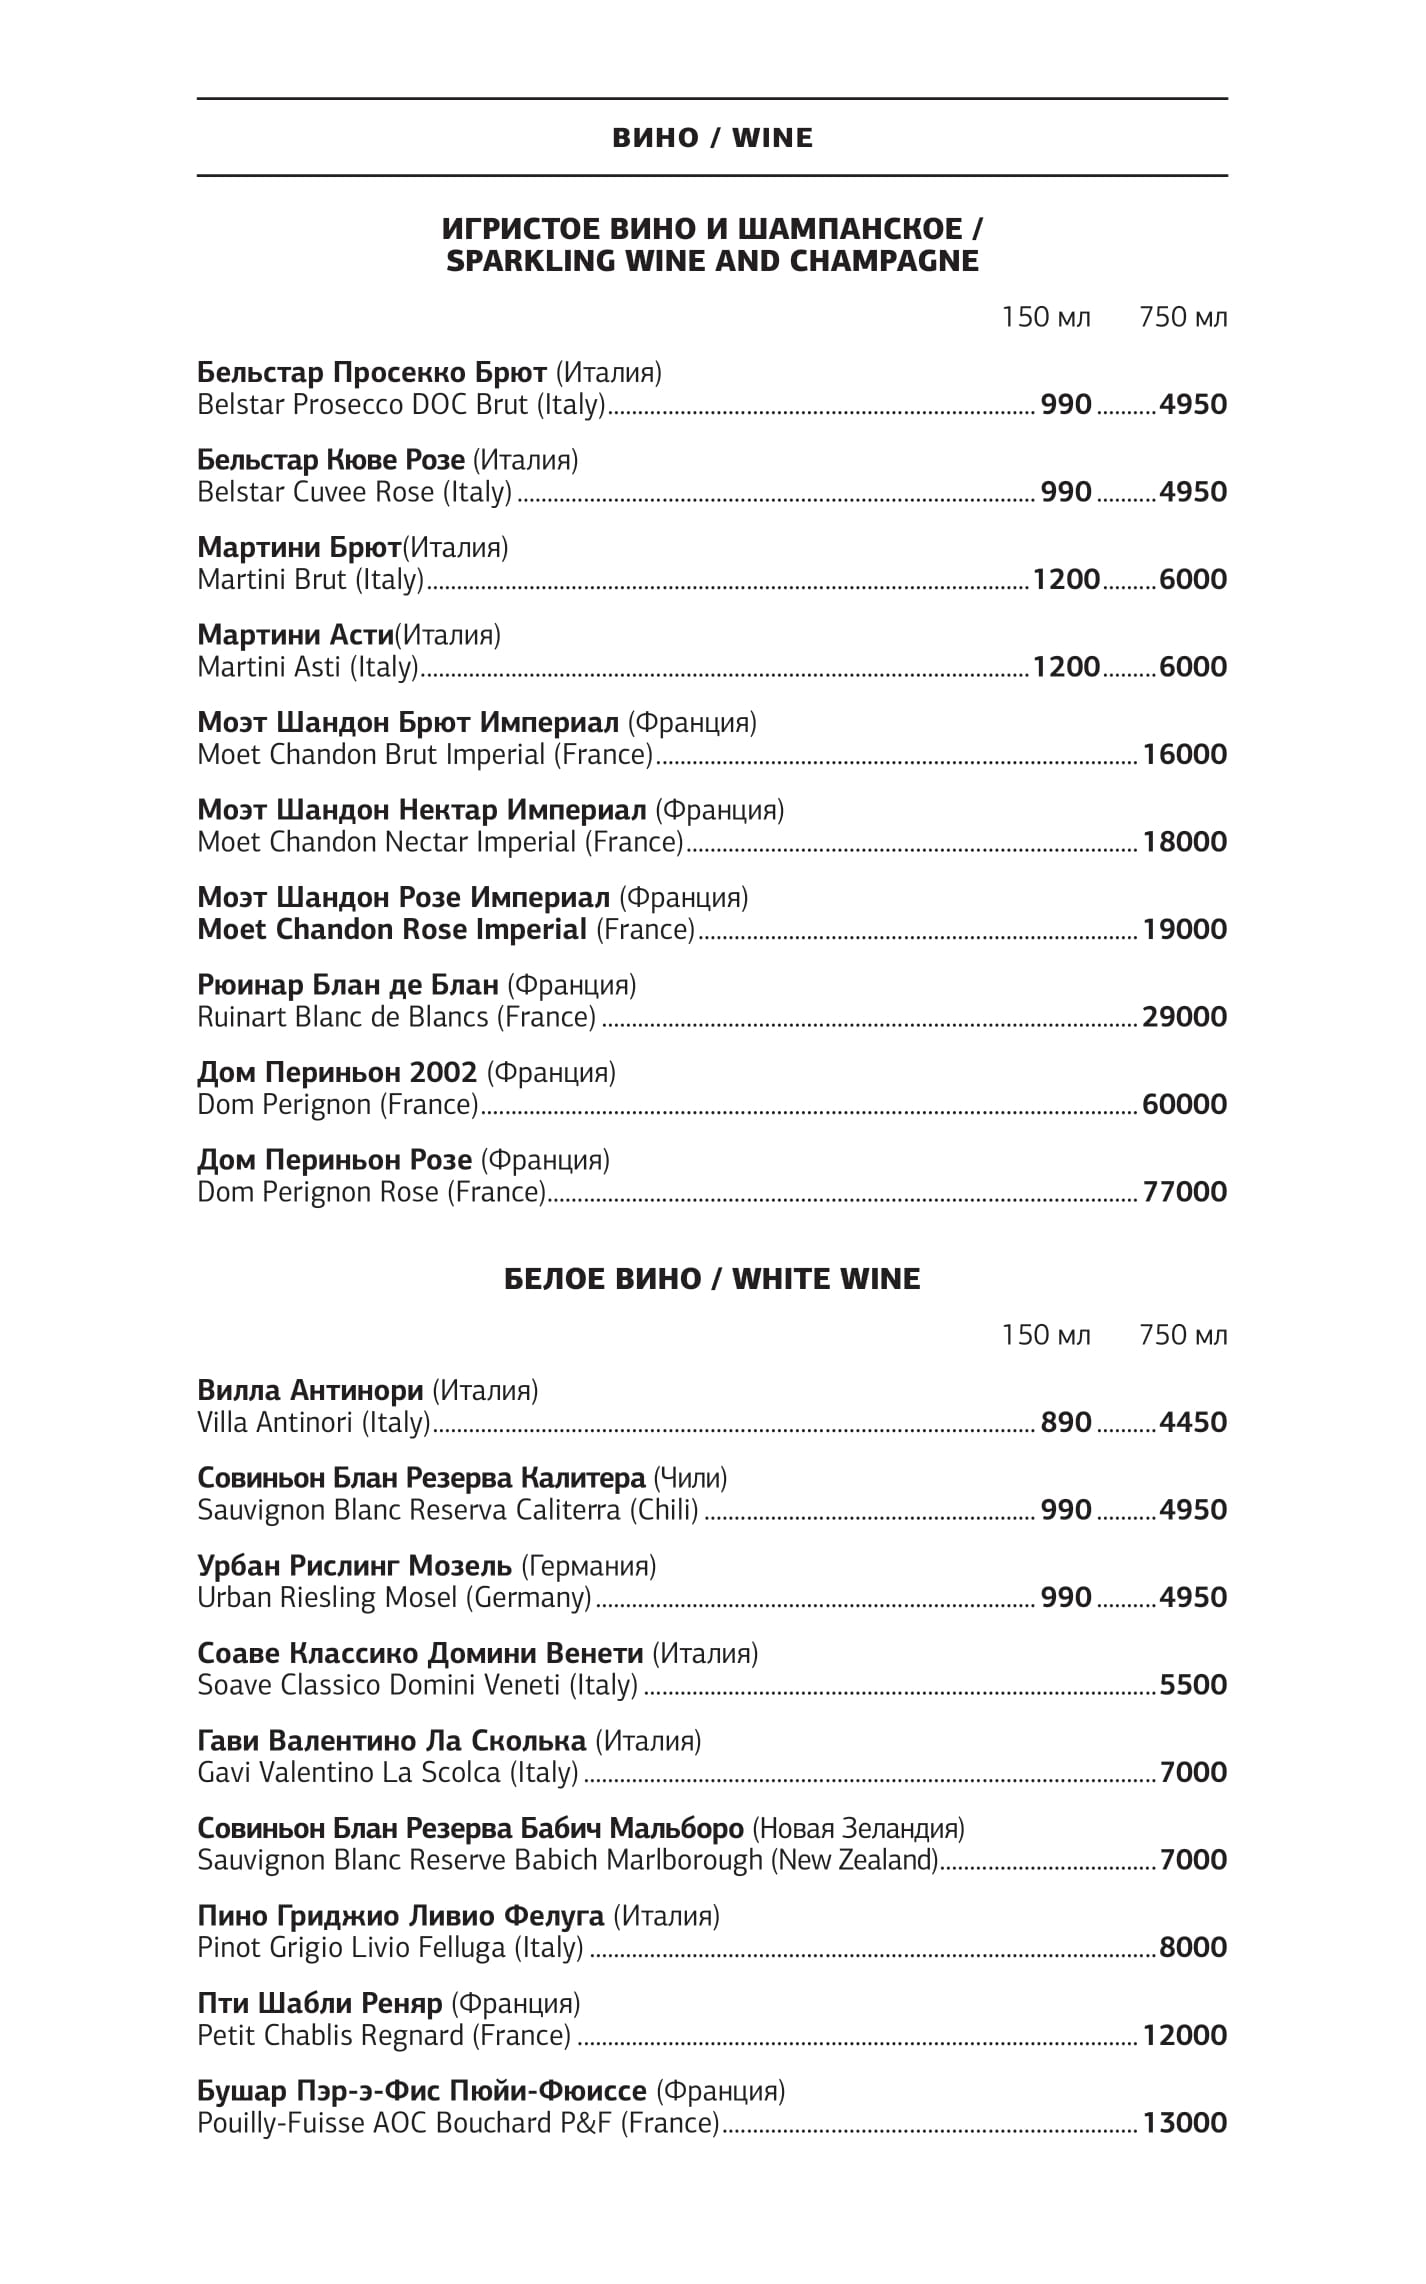 ВИНО / WINE
ИГРИСТОЕ ВИНО И ШАМПАНСКОЕ /
SPARKLING WINE AND CHAMPAGNE
150 мл 750 мл
Бельстар Просекко Брют (Италия)
Belstar Prosecco DOC Brut (Italy) 990 4950
Бельстар Кюве Розе (Италия)
Belstar Cuvee Rose (Italy) 990 4950
Мартини Брют(Италия)
Martini Brut (Italy) 1200 6000
Мартини Асти(Италия)
Martini Asti (Italy) 1200 6000
Моэт Шандон Брют Империал (Франция)
Moet Chandon Brut Imperial (France) 16000
Моэт Шандон Нектар Империал (Франция)
Moet Chandon Nectar Imperial (France) 18000
Моэт Шандон Розе Империал (Франция)
Moet Chandon Rose Imperial (France) 19000
Рюинар Блан де Блан (Франция)
Ruinart Blanc de Blancs (France) 29000
Дом Периньон 2002 (Франция)
Dom Perignon (France) 60000
Дом Периньон Розе (Франция)
Dom Perignon Rose (France) 77000
БЕЛОЕ ВИНО / WHITE WINE
150 мл 750 мл
Вилла Антинори (Италия)
Villa Antinori (Italy) 890 4450
Совиньон Блан Резерва Калитера (Чили)
Sauvignon Blanc Reserva Caliterra (Chili) 990 4950
Урбан Рислинг Мозель (Германия)
Urban Riesling Mosel (Germany) 990 4950
Соаве Классико Домини Венети (Италия)
Soave Classico Domini Veneti (Italy) 5500
Гави Валентино Ла Сколька (Италия)
Gavi Valentino La Scolca (Italy) 7000
Совиньон Блан Резерва Бабич Мальборо (Новая Зеландия)
Sauvignon Blanc Reserve Babich Marlborough (New Zealand) 7000
Пино Гриджио Ливио Фелуга (Италия)
Pinot Grigio Livio Felluga (Italy) 8000
Пти Шабли Реняр (Франция)
Petit Chablis Regnard (France) 12000
Бушар Пэр-э-Фис Пюйи-Фюиссе (Франция)
Pouilly-Fuisse AOC Bouchard P&F (France) 13000